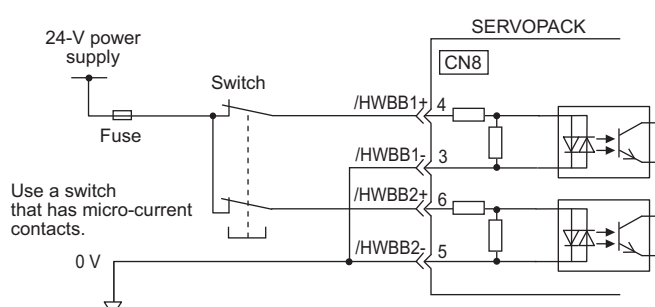 SERVOPACK
24-V power
supply
CN8
Switch
/HWBB1+ 4
Fuse
/HWBB1- 3
Use a switch
that has micro-current
contacts.
/HWBB2+ 6
0 V
/HWBB2- 5